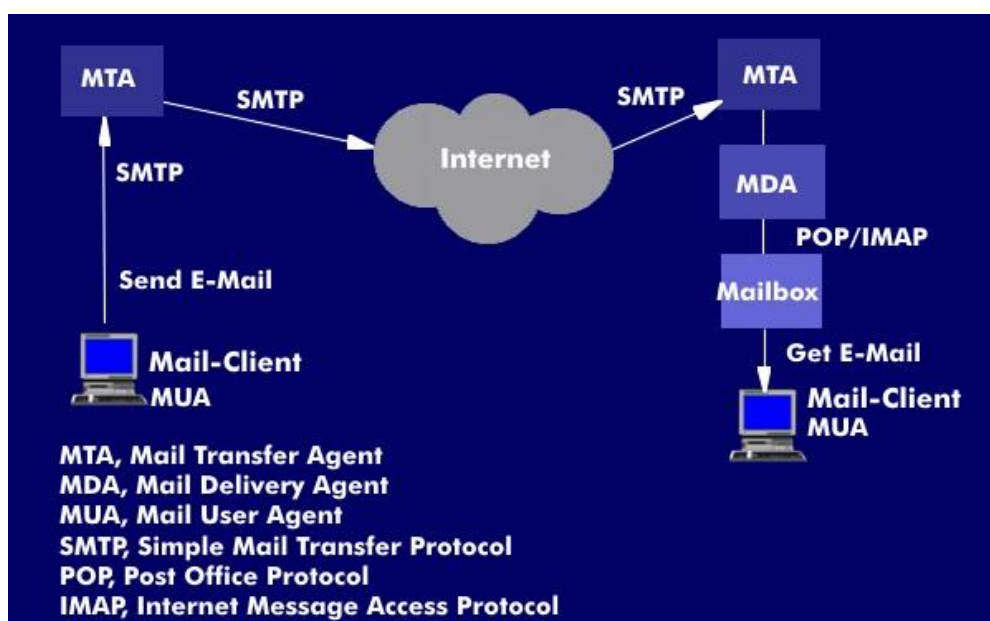 MTA
SMTP
SMTP
Send E-Mail
Mail-Client
MUA
Internet
SMTP
MTA
MDA
POP/IMAP
Mailbox
Get E-Mail
Mail-Client
MUA
MTA, Mail Transfer Agent
MDA, Mail Delivery Agent
MUA, Mail User Agent
SMTP, Simple Mail Transfer Protocol
POP, Post Office Protocol
IMAP, Internet Message Access Protocol